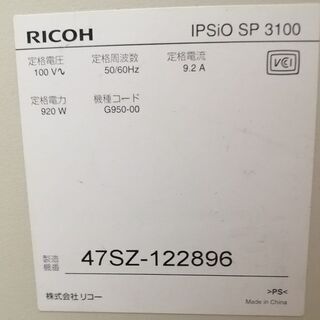 RICOH IPSiO SP 3100
定格電圧 定格周波数 定格電流
100 V 50/60Hz 9.2 A
VCI
定格電力 機種コード
920 W G950-00
製造機番 47SZ-122896
株式会社リコー
>PS<
Made in China